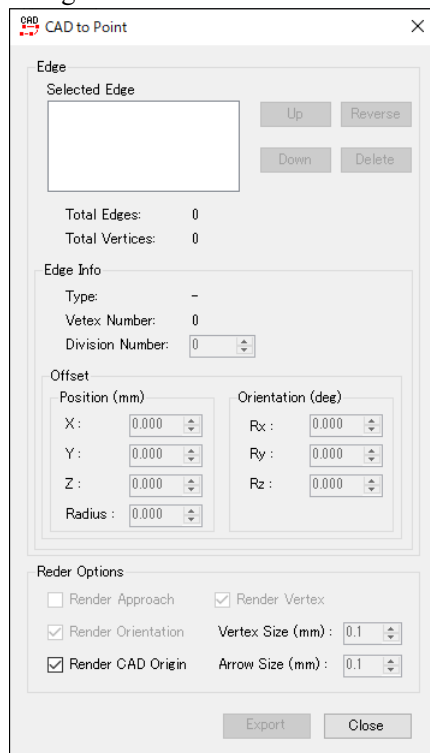 CAD to Point
Edge
Selected Edge
Up Reverse
Down Delete
Total Edges: 0
Total Vertices: 0
Edge Info
Type: -
Vetex Number: 0
Division Number: 0
Offset
Position (mm) Orientation (deg)
X : 0.000 Rx : 0.000
Y : 0.000 Ry : 0.000
Z : 0.000 Rz : 0.000
Radius : 0.000
Reder Options
Render Approach Render Vertex
Render Orientation Vertex Size (mm) : 0.1
Render CAD Origin Arrow Size (mm) : 0.1
Export Close